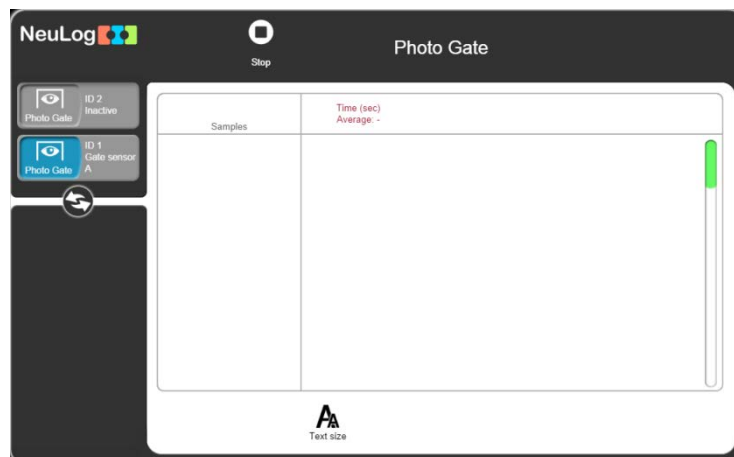 NeuLog
Stop
Photo Gate
Photo Gate
ID 2
Inactive
Photo Gate
ID 1
Gate sensor
A
Samples
Time (sec)
Average: -
Text size